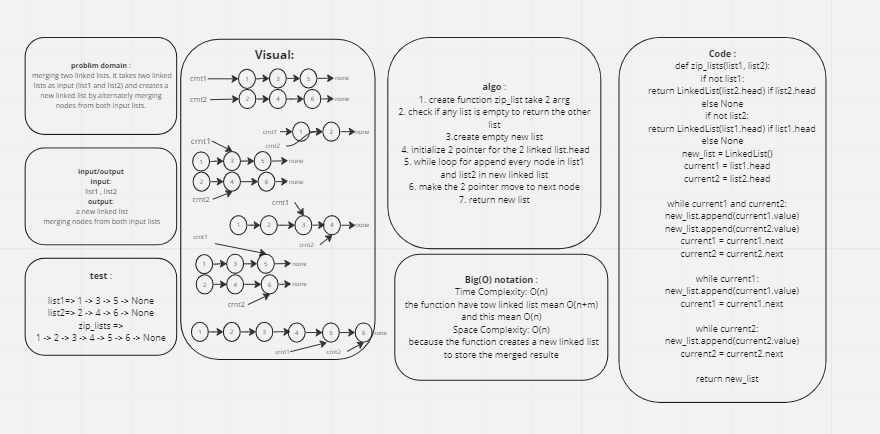 problim domain :
merging two linked lists. It takes two linked
lists as input (list1 and list2) and creates a
new linked list by alternately merging
nodes from both input lists.
input/output
input:
list1 , list2
output:
a new linked list
merging nodes from both input lists
test :
list1=> 1 -> 3 -> 5 -> None
list2=> 2 -> 4 -> 6 -> None
zip_lists =>
1 -> 2 -> 3 -> 4 -> 5 -> 6 -> None
Visual:
crnt1 1 3 5 none
crnt2 2 4 6 none
crnt1 1 2 none
crnt2
crnt1
1 3 5 none
2 4 6 none
crnt2
crnt1
1 2 3 4 none
crnt2
crnt1
1 3 5 none
2 4 6 none
crnt2
1 2 3 4 5 6 none
crnt1 crnt2
algo :
1. create function zip_list take 2 arrg
2. check if any list is empty to return the other
list
3.create empty new list
4. initialize 2 pointer for the 2 linked list.head
5. while loop for append every node in list1
and list2 in new linked list
6. make the 2 pointer move to next node
7. return new list
Big(O) notation :
Time Complexity: O(n)
the function have tow linked list mean O(n+m)
and this mean O(n)
Space Complexity: O(n)
because the function creates a new linked list
to store the merged resulte
Code :
def zip_lists(list1, list2):
if not list1:
return LinkedList(list2.head) if list2.head
else None
if not list2:
return LinkedList(list1.head) if list1.head
else None
new_list = LinkedList()
current1 = list1.head
current2 = list2.head
while current1 and current2:
new_list.append(current1.value)
new_list.append(current2.value)
current1 = current1.next
current2 = current2.next
while current1:
new_list.append(current1.value)
current1 = current1.next
while current2:
new_list.append(current2.value)
current2 = current2.next
return new_list